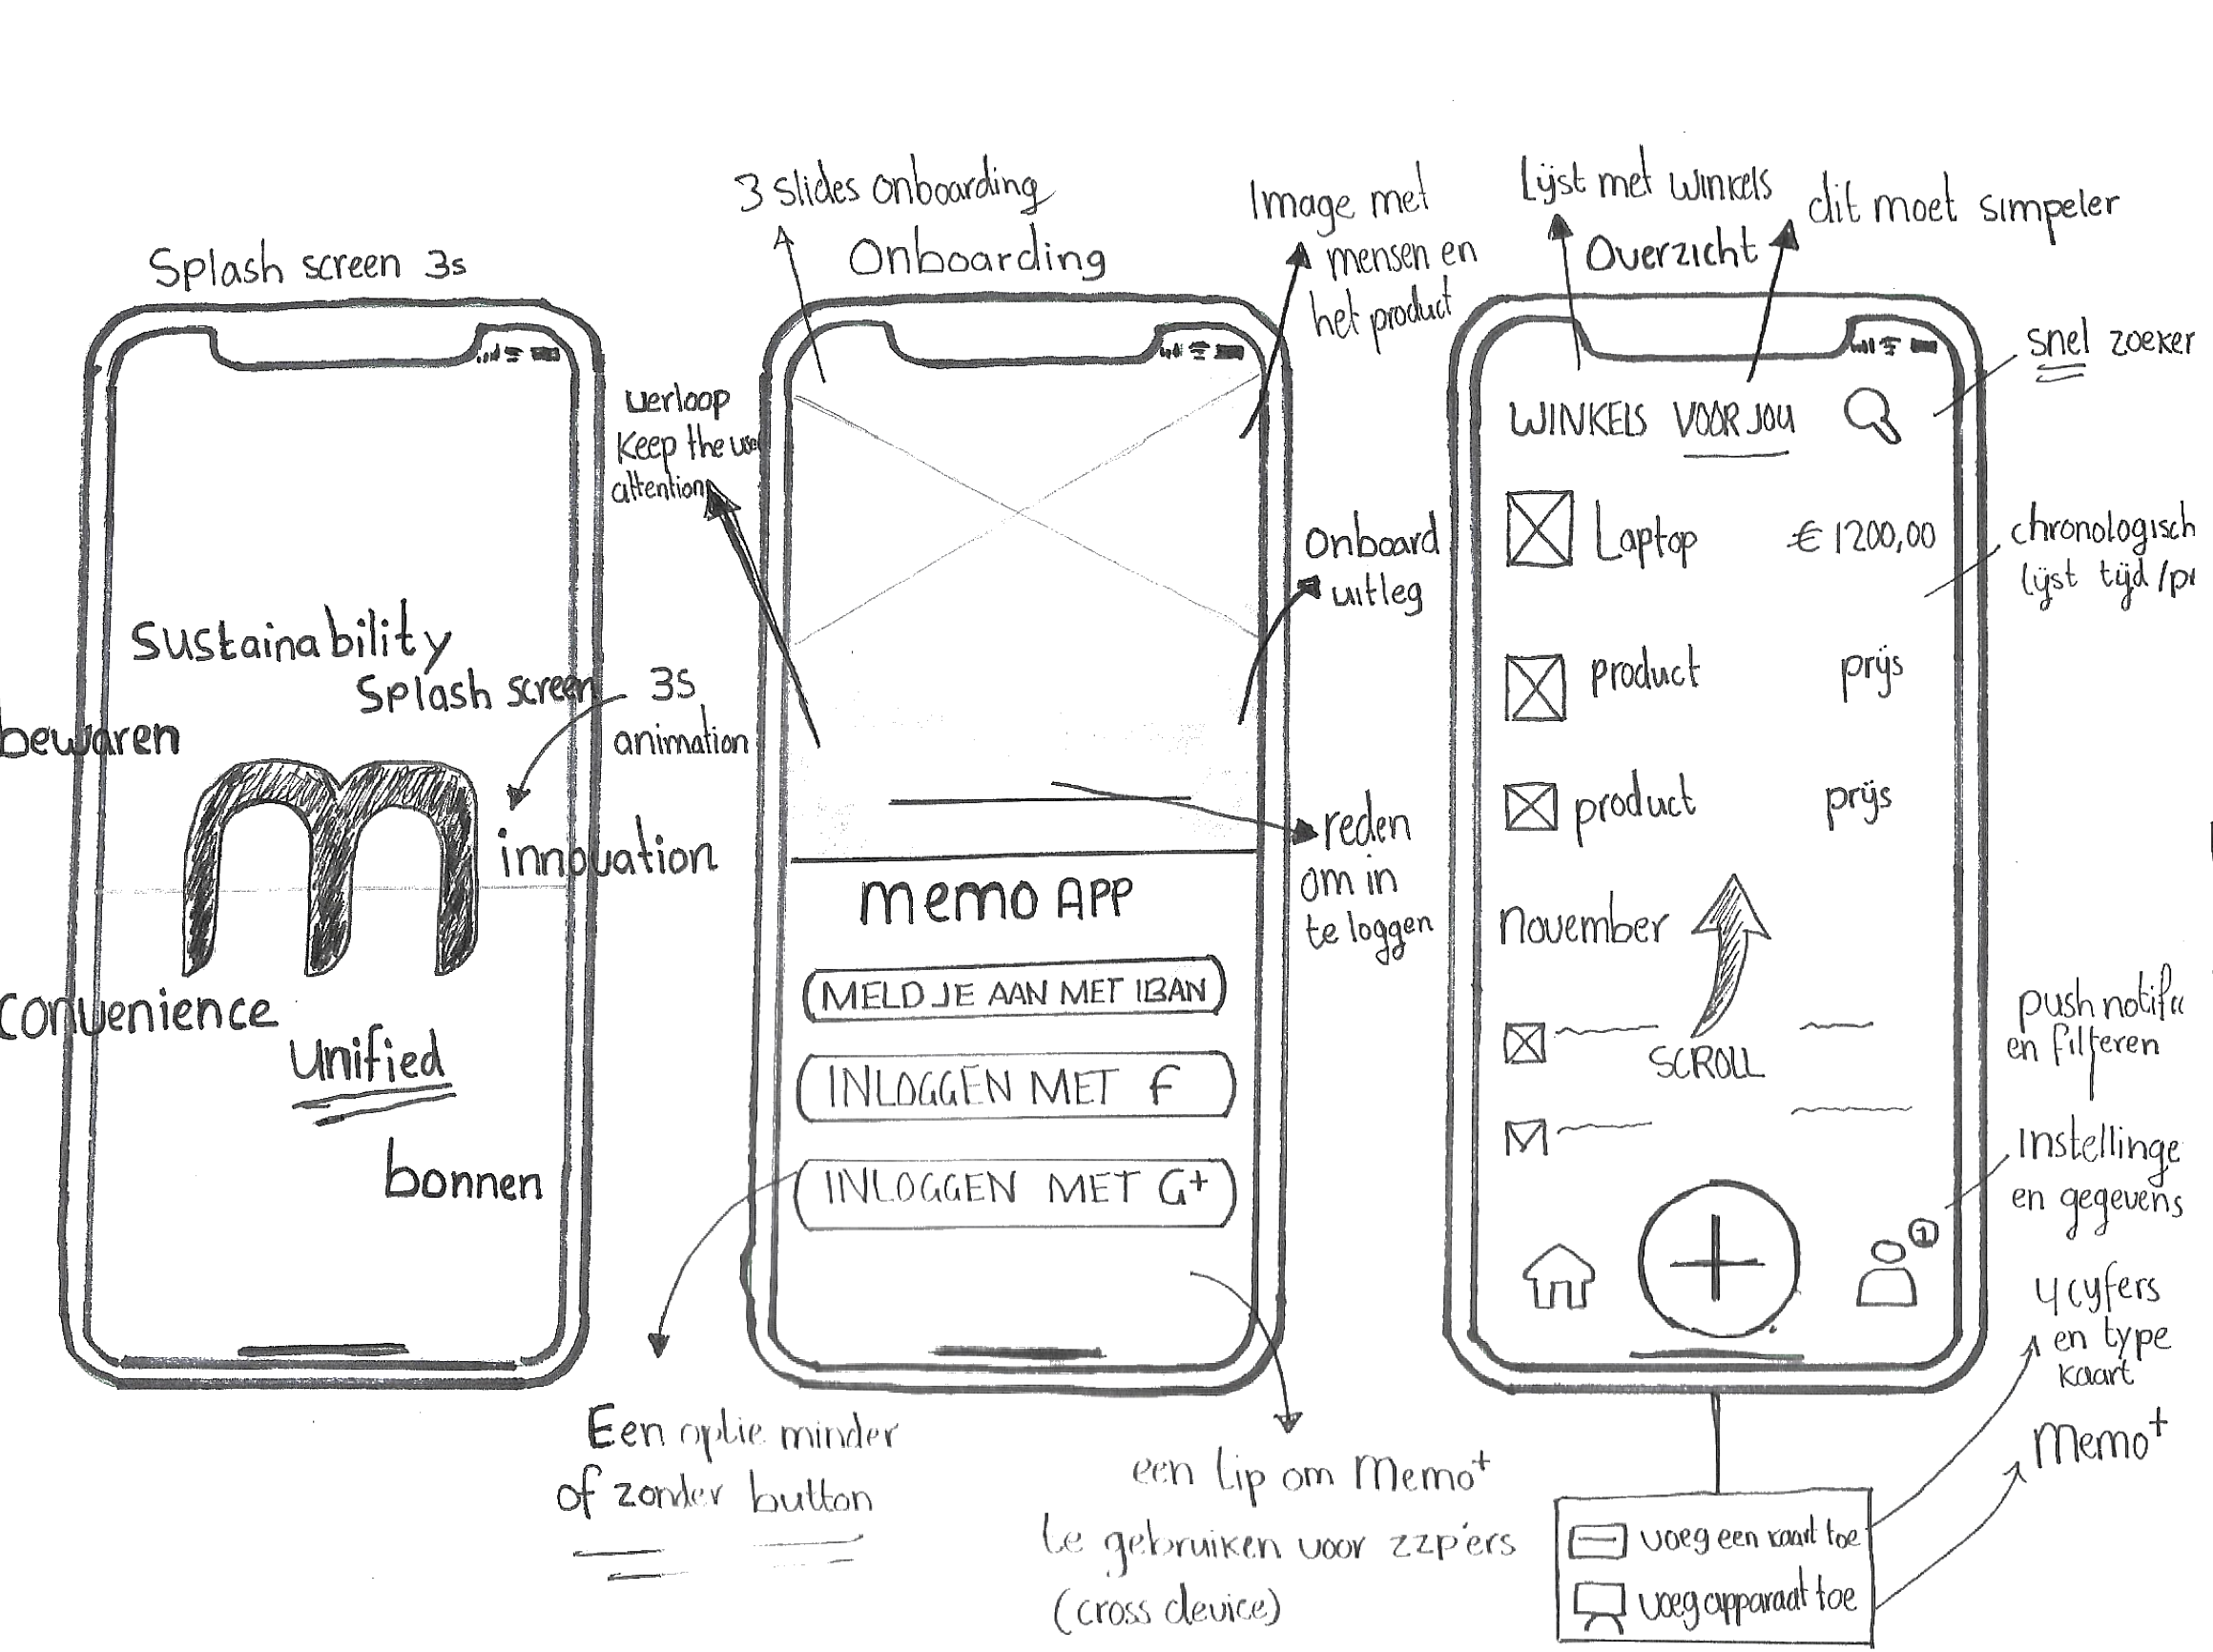 Splash screen 3s
Sustainability
Splash screen
3s
animation
bewaren
m
innovation
convenience
unified
bonnen
3 slides onboarding
Onboarding
verloop
Keep the user
attention
Image met
mensen en
het product
Onboard
uitleg
reden
om in
te loggen
memo APP
MELD JE AAN MET IBAN
INLOGGEN MET f
INLOGGEN MET G+
Een optie minder
of zonder button
een tip om Memo+
te gebruiken voor zzp'ers
(cross device)
Lijst met winkels
Overzicht
dit moet simpeler
snel zoeker
WINKELS VOOR JOU
Laptop € 1200,00
chronologisch
lijst tijd/pr
product prijs
product prijs
november
SCROLL
push notific
en filteren
instellinge
en gegevens
1
4 cyfers
en type
kaart
Memo+
voeg een kaart toe
voeg apparaat toe